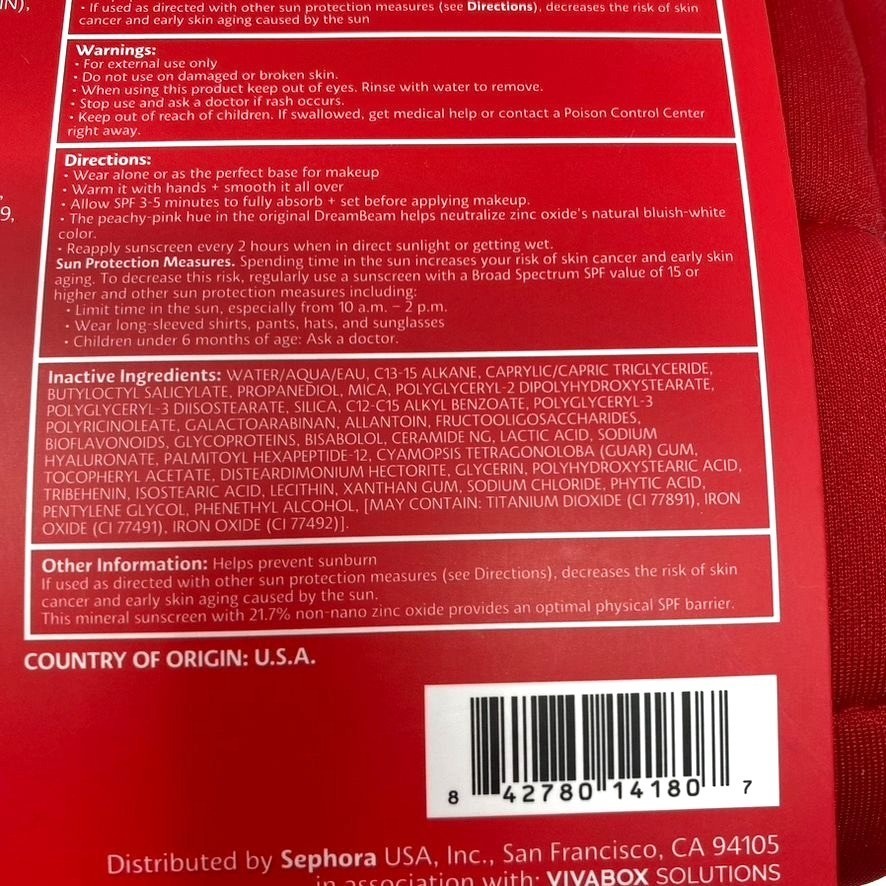 IN),
9,
• If used as directed with other sun protection measures (see Directions), decreases the risk of skin
cancer and early skin aging caused by the sun
Warnings:
• For external use only
• Do not use on damaged or broken skin.
• When using this product keep out of eyes. Rinse with water to remove.
• Stop use and ask a doctor if rash occurs.
• Keep out of reach of children. If swallowed, get medical help or contact a Poison Control Center
right away.
Directions:
• Wear alone or as the perfect base for makeup
• Warm it with hands + smooth it all over
• Allow SPF 3-5 minutes to fully absorb + set before applying makeup.
• The peachy-pink hue in the original DreamBeam helps neutralize zinc oxide's natural bluish-white
color.
• Reapply sunscreen every 2 hours when in direct sunlight or getting wet.
Sun Protection Measures. Spending time in the sun increases your risk of skin cancer and early skin
aging. To decrease this risk, regularly use a sunscreen with a Broad Spectrum SPF value of 15 or
higher and other sun protection measures including:
• Limit time in the sun, especially from 10 a.m. – 2 p.m.
• Wear long-sleeved shirts, pants, hats, and sunglasses
• Children under 6 months of age: Ask a doctor.
Inactive Ingredients: WATER/AQUA/EAU, C13-15 ALKANE, CAPRYLIC/CAPRIC TRIGLYCERIDE,
BUTYLOCTYL SALICYLATE, PROPANEDIOL, MICA, POLYGLYCERYL-2 DIPOLYHYDROXYSTEARATE,
POLYGLYCERYL-3 DIISOSTEARATE, SILICA, C12-C15 ALKYL BENZOATE, POLYGLYCERYL-3
POLYRICINOLEATE, GALACTOARABINAN, ALLANTOIN, FRUCTOOLIGOSACCHARIDES,
BIOFLAVONOIDS, GLYCOPROTEINS, BISABOLOL, CERAMIDE NG, LACTIC ACID, SODIUM
HYALURONATE, PALMITOYL HEXAPEPTIDE-12, CYAMOPSIS TETRAGONOLOBA (GUAR) GUM,
TOCOPHERYL ACETATE, DISTEARDIMONIUM HECTORITE, GLYCERIN, POLYHYDROXYSTEARIC ACID,
TRIBEHENIN, ISOSTEARIC ACID, LECITHIN, XANTHAN GUM, SODIUM CHLORIDE, PHYTIC ACID,
PENTYLENE GLYCOL, PHENETHYL ALCOHOL, [MAY CONTAIN: TITANIUM DIOXIDE (CI 77891), IRON
OXIDE (CI 77491), IRON OXIDE (CI 77492)].
Other Information: Helps prevent sunburn
If used as directed with other sun protection measures (see Directions), decreases the risk of skin
cancer and early skin aging caused by the sun.
This mineral sunscreen with 21.7% non-nano zinc oxide provides an optimal physical SPF barrier.
COUNTRY OF ORIGIN: U.S.A.
8 42780 14180 7
Distributed by Sephora USA, Inc., San Francisco, CA 94105
in association with: VIVABOX SOLUTIONS